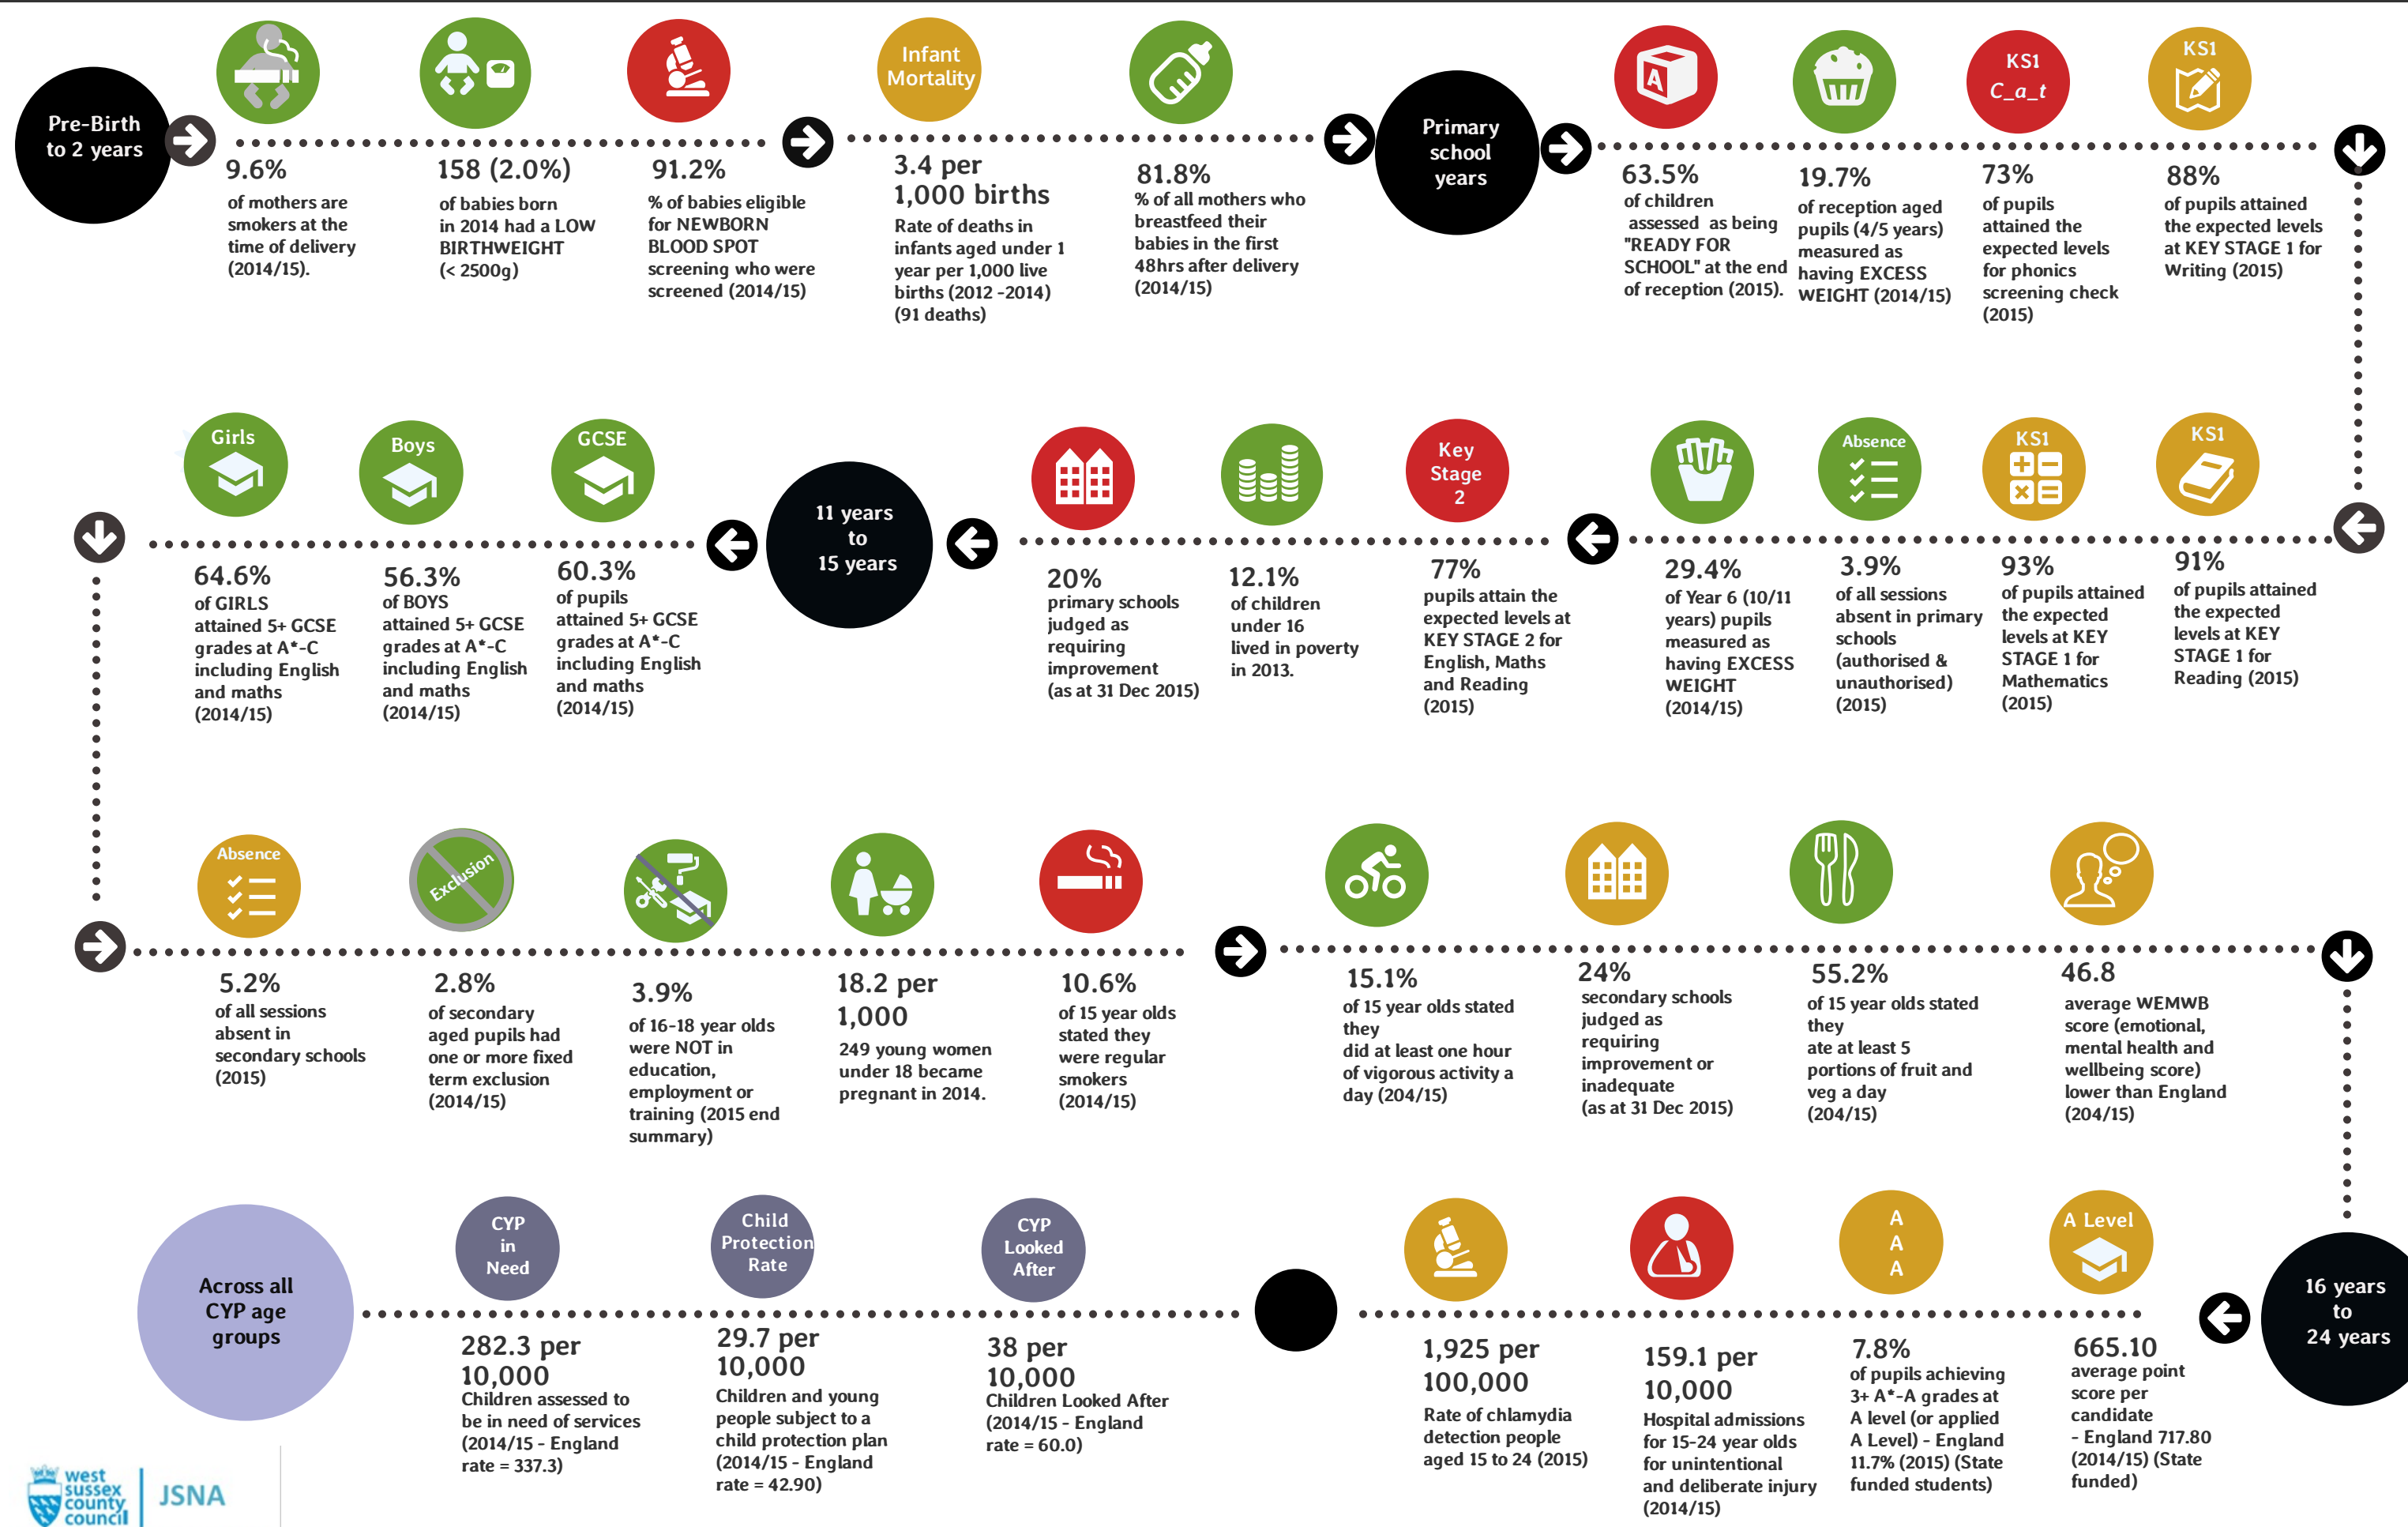 Pre-Birth
to 2 years
9.6%
of mothers are
smokers at the
time of delivery
(2014/15).
158 (2.0%)
of babies born
in 2014 had a LOW
BIRTHWEIGHT
(< 2500g)
91.2%
% of babies eligible
for NEWBORN
BLOOD SPOT
screening who were
screened (2014/15)
Infant
Mortality
3.4 per
1,000 births
Rate of deaths in
infants aged under 1
year per 1,000 live
births (2012 -2014)
(91 deaths)
81.8%
% of all mothers who
breastfeed their
babies in the first
48hrs after delivery
(2014/15)
Primary
school
years
A
63.5%
of children
assessed as being
"READY FOR
SCHOOL" at the end
of reception (2015).
19.7%
of reception aged
pupils (4/5 years)
measured as
having EXCESS
WEIGHT (2014/15)
KS1
C_a_t
73%
of pupils
attained the
expected levels
for phonics
screening check
(2015)
KS1
88%
of pupils attained
the expected levels
at KEY STAGE 1 for
Writing (2015)
KS1
91%
of pupils attained
the expected
levels at KEY
STAGE 1 for
Reading (2015)
KS1
93%
of pupils attained
the expected
levels at KEY
STAGE 1 for
Mathematics
(2015)
Absence
3.9%
of all sessions
absent in primary
schools
(authorised &
unauthorised)
(2015)
29.4%
of Year 6 (10/11
years) pupils
measured as
having EXCESS
WEIGHT
(2014/15)
Key
Stage
2
77%
pupils attain the
expected levels at
KEY STAGE 2 for
English, Maths
and Reading
(2015)
12.1%
of children
under 16
lived in poverty
in 2013.
20%
primary schools
judged as
requiring
improvement
(as at 31 Dec 2015)
11 years
to
15 years
GCSE
60.3%
of pupils
attained 5+ GCSE
grades at A*-C
including English
and maths
(2014/15)
Boys
56.3%
of BOYS
attained 5+ GCSE
grades at A*-C
including English
and maths
(2014/15)
Girls
64.6%
of GIRLS
attained 5+ GCSE
grades at A*-C
including English
and maths
(2014/15)
Absence
5.2%
of all sessions
absent in
secondary schools
(2015)
Exclusion
2.8%
of secondary
aged pupils had
one or more fixed
term exclusion
(2014/15)
3.9%
of 16-18 year olds
were NOT in
education,
employment or
training (2015 end
summary)
18.2 per
1,000
249 young women
under 18 became
pregnant in 2014.
10.6%
of 15 year olds
stated they
were regular
smokers
(2014/15)
15.1%
of 15 year olds stated
they
did at least one hour
of vigorous activity a
day (204/15)
24%
secondary schools
judged as
requiring
improvement or
inadequate
(as at 31 Dec 2015)
55.2%
of 15 year olds stated
they
ate at least 5
portions of fruit and
veg a day
(204/15)
46.8
average WEMWB
score (emotional,
mental health and
wellbeing score)
lower than England
(204/15)
16 years
to
24 years
A Level
665.10
average point
score per
candidate
- England 717.80
(2014/15) (State
funded)
A
A
A
7.8%
of pupils achieving
3+ A*-A grades at
A level (or applied
A Level) - England
11.7% (2015) (State
funded students)
159.1 per
10,000
Hospital admissions
for 15-24 year olds
for unintentional
and deliberate injury
(2014/15)
1,925 per
100,000
Rate of chlamydia
detection people
aged 15 to 24 (2015)
Across all
CYP age
groups
CYP
in
Need
282.3 per
10,000
Children assessed to
be in need of services
(2014/15 - England
rate = 337.3)
Child
Protection
Rate
29.7 per
10,000
Children and young
people subject to a
child protection plan
(2014/15 - England
rate = 42.90)
CYP
Looked
After
38 per
10,000
Children Looked After
(2014/15 - England
rate = 60.0)
west
sussex
county
council
JSNA